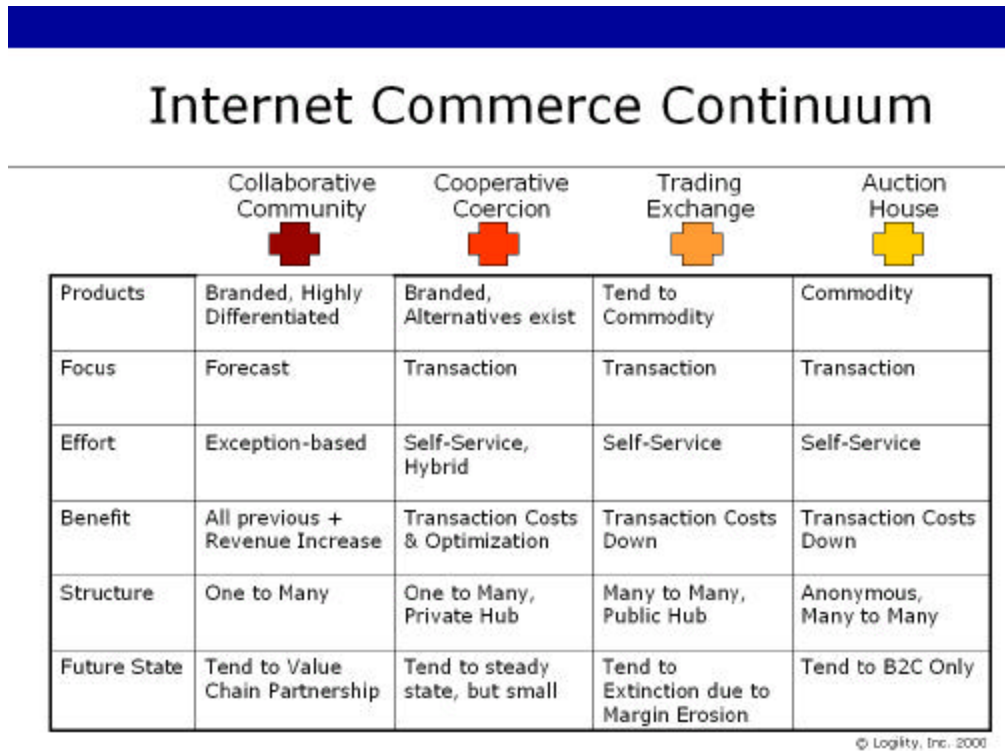 Internet Commerce Continuum
Collaborative
Community
Cooperative
Coercion
Trading
Exchange
Auction
House
Products
Branded, Highly
Differentiated
Branded,
Alternatives exist
Tend to
Commodity
Commodity
Focus
Forecast
Transaction
Transaction
Transaction
Effort
Exception-based
Self-Service,
Hybrid
Self-Service
Self-Service
Benefit
All previous +
Revenue Increase
Transaction Costs
& Optimization
Transaction Costs
Down
Transaction Costs
Down
Structure
One to Many
One to Many,
Private Hub
Many to Many,
Public Hub
Anonymous,
Many to Many
Future State
Tend to Value
Chain Partnership
Tend to steady
state, but small
Tend to
Extinction due to
Margin Erosion
Tend to B2C Only
© Logility, Inc. 2000